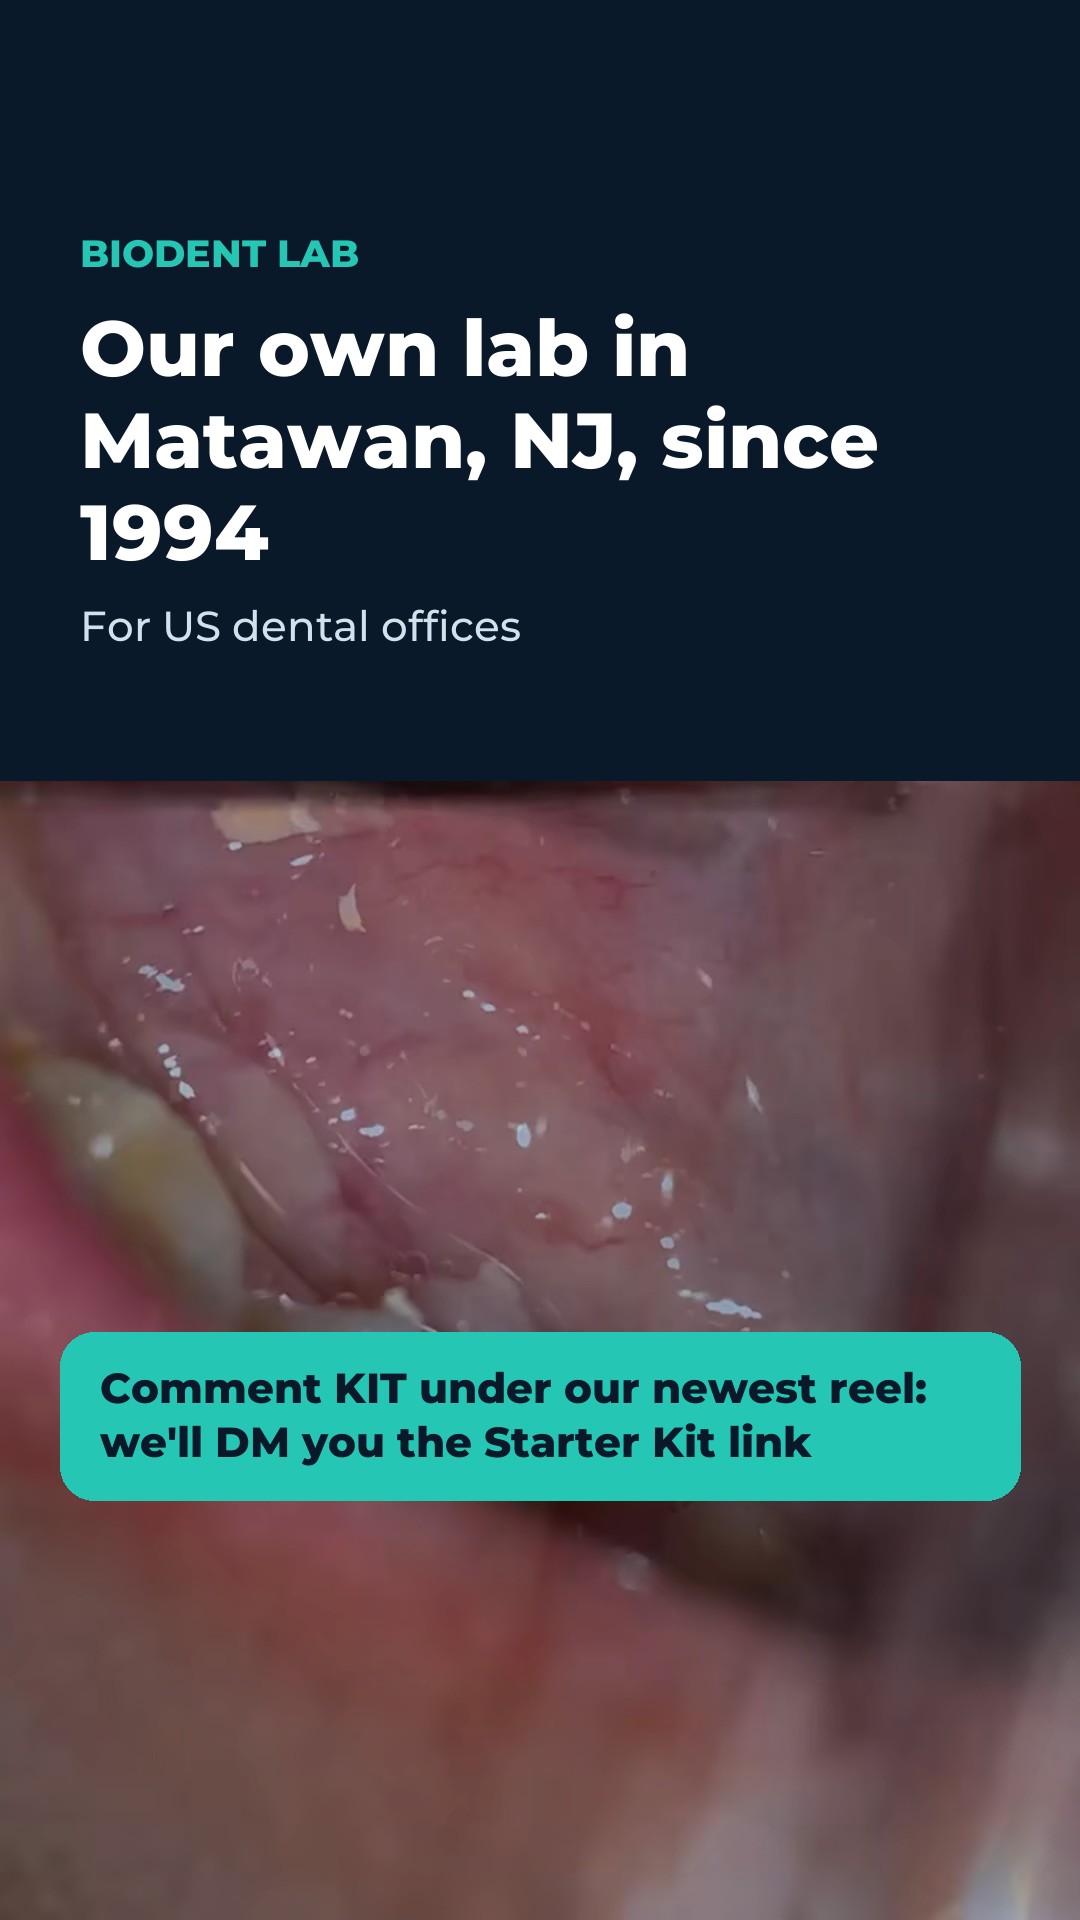 BIODENT LAB
Our own lab in
Matawan, NJ, since
1994
For US dental offices
Comment KIT under our newest reel:
we'll DM you the Starter Kit link